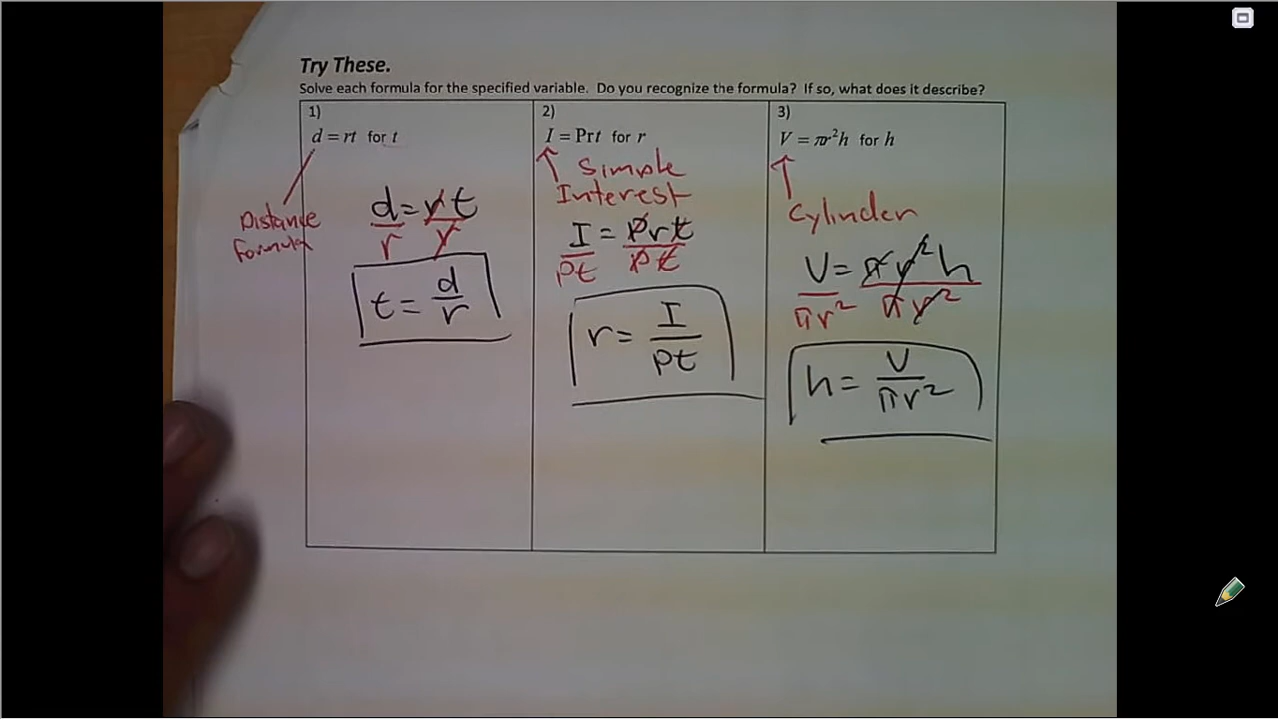 Try These.
Solve each formula for the specified variable. Do you recognize the formula? If so, what does it describe?
1)
d = rt for t
Distance
formula
d = rt
r r
t = d/r
2)
I = Prt for r
Simple
Interest
I = prt
pt pt
r = I/pt
3)
V = πr²h for h
Cylinder
V = πr²h
πr² πr²
h = V/πr²